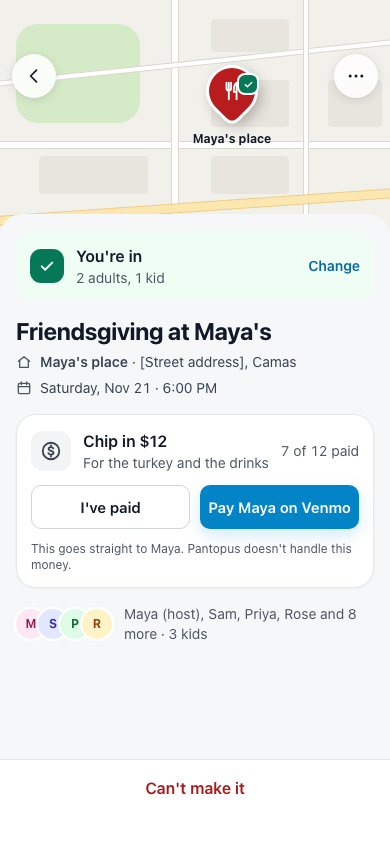 Maya's place
You're in
2 adults, 1 kid
Change
Friendsgiving at Maya's
Maya's place · [Street address], Camas
Saturday, Nov 21 · 6:00 PM
Chip in $12
For the turkey and the drinks
7 of 12 paid
I've paid
Pay Maya on Venmo
This goes straight to Maya. Pantopus doesn't handle this
money.
M S P R
Maya (host), Sam, Priya, Rose and 8
more · 3 kids
Can't make it